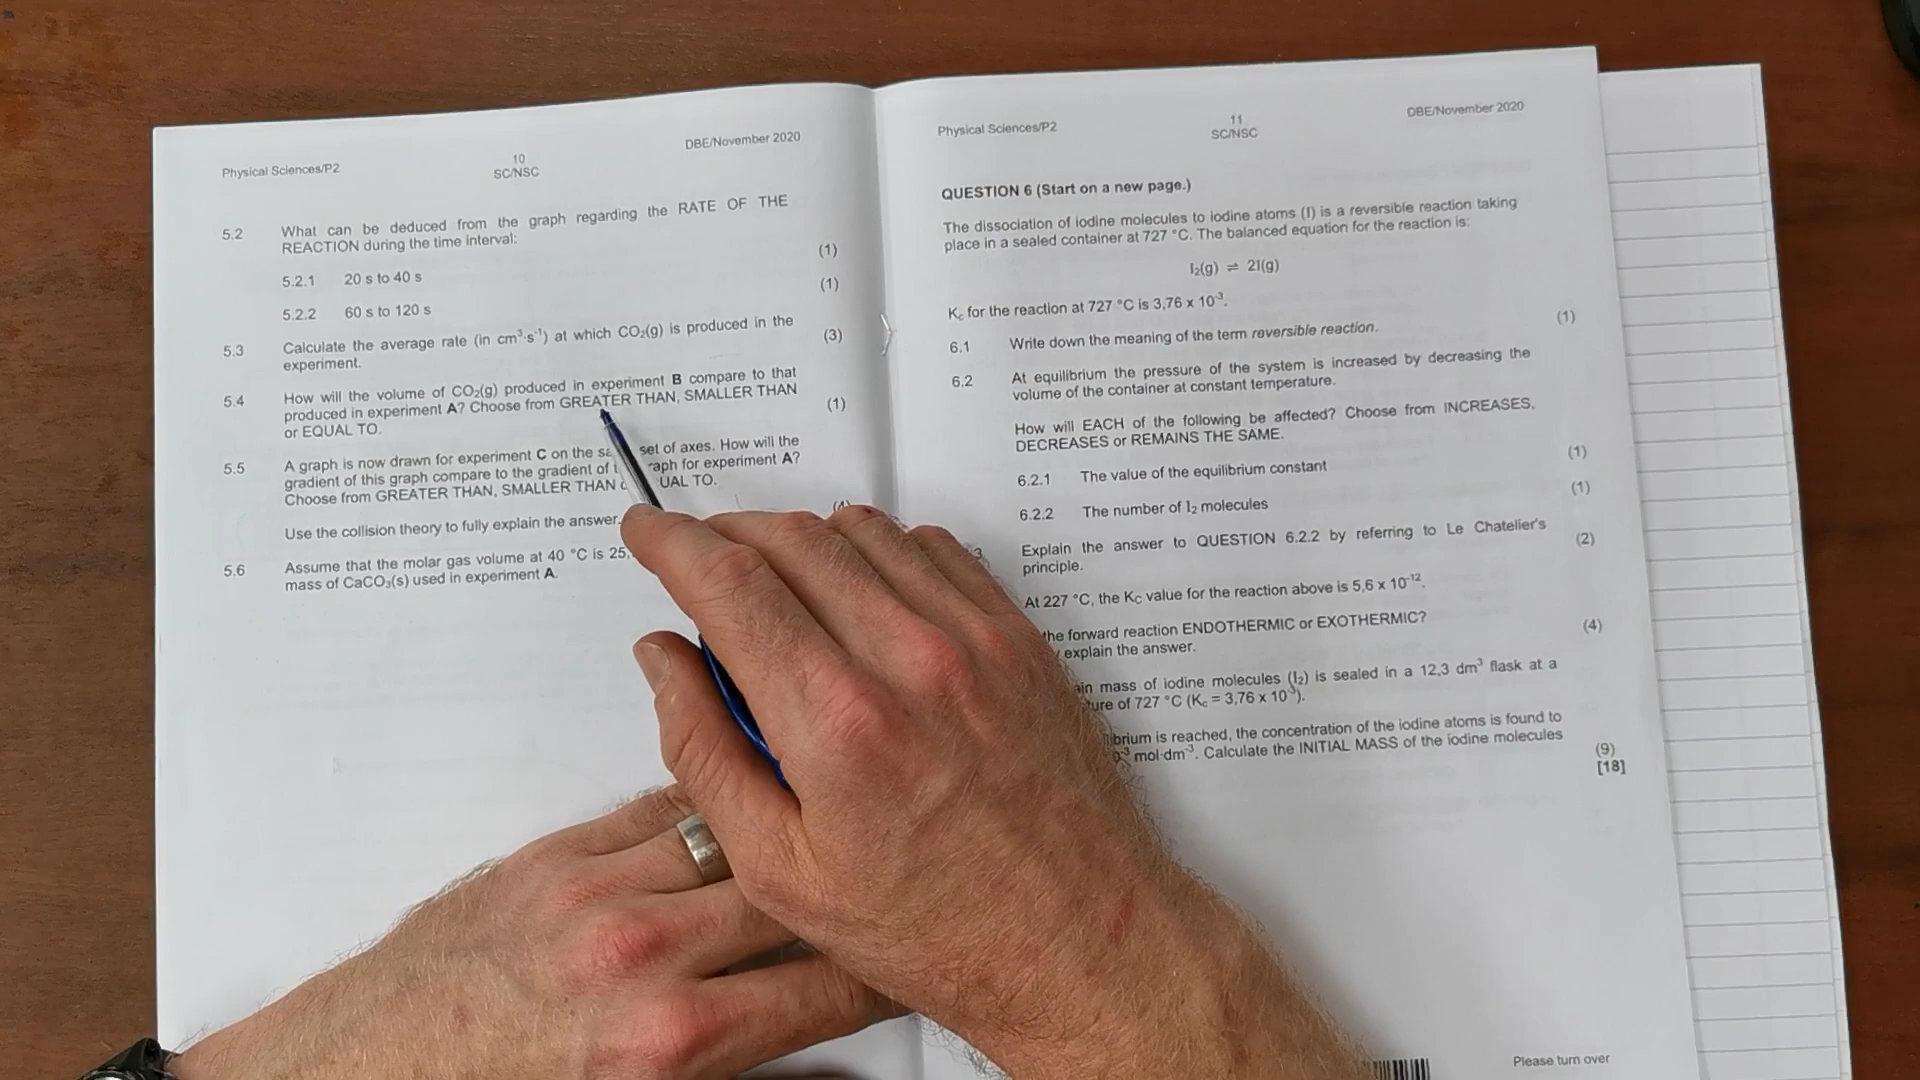 Physical Sciences/P2
10
SC/NSC
DBE/November 2020
5.2 What can be deduced from the graph regarding the RATE OF THE
REACTION during the time interval:
5.2.1 20 s to 40 s (1)
5.2.2 60 s to 120 s (1)
5.3 Calculate the average rate (in cm³·s⁻¹) at which CO₂(g) is produced in the
experiment. (3)
5.4 How will the volume of CO₂(g) produced in experiment B compare to that
produced in experiment A? Choose from GREATER THAN, SMALLER THAN
or EQUAL TO. (1)
5.5 A graph is now drawn for experiment C on the set of axes. How will the
gradient of this graph compare to the gradient of for experiment A?
Choose from GREATER THAN, SMALLER THAN TO.
Use the collision theory to fully explain the answer.
5.6 Assume that the molar gas volume at 40 °C is 25,
mass of CaCO₃(s) used in experiment A.
Physical Sciences/P2
11
SC/NSC
DBE/November 2020
QUESTION 6 (Start on a new page.)
The dissociation of iodine molecules to iodine atoms (I) is a reversible reaction taking
place in a sealed container at 727 °C. The balanced equation for the reaction is:
I₂(g) ⇌ 2I(g)
Kc for the reaction at 727 °C is 3,76 x 10⁻³.
6.1 Write down the meaning of the term reversible reaction. (1)
6.2 At equilibrium the pressure of the system is increased by decreasing the
volume of the container at constant temperature.
How will EACH of the following be affected? Choose from INCREASES,
DECREASES or REMAINS THE SAME.
6.2.1 The value of the equilibrium constant (1)
6.2.2 The number of I₂ molecules (1)
Explain the answer to QUESTION 6.2.2 by referring to Le Chatelier's
principle. (2)
At 227 °C, the Kc value for the reaction above is 5,6 x 10⁻¹².
the forward reaction ENDOTHERMIC or EXOTHERMIC?
explain the answer. (4)
mass of iodine molecules (I₂) is sealed in a 12,3 dm³ flask at a
of 727 °C (Kc = 3,76 x 10⁻³).
is reached, the concentration of the iodine atoms is found to
mol·dm⁻³. Calculate the INITIAL MASS of the iodine molecules
(9)
[18]
Please turn over